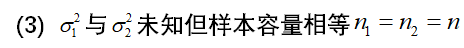 (3) σ₁² 与 σ₂² 未知但样本容量相等 n₁ = n₂ = n